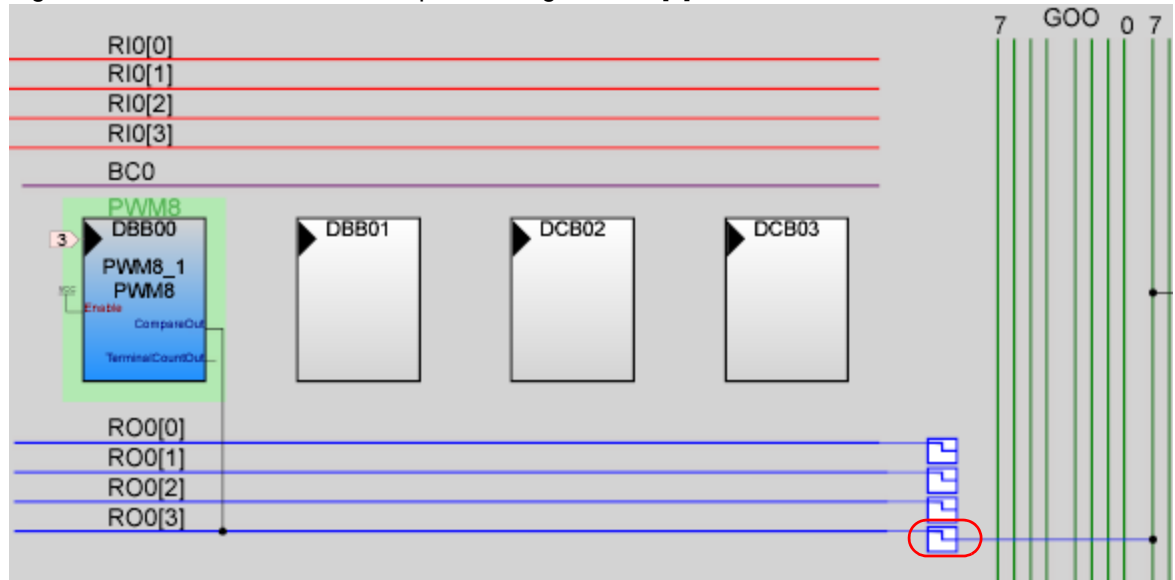 7 GOO 0 7
RI0[0]
RI0[1]
RI0[2]
RI0[3]
BC0
PWM8
DBB00
DBB01
DCB02
DCB03
3
PWM8_1
PWM8
VCC
Enable
CompareOut
TerminalCountOut
RO0[0]
RO0[1]
RO0[2]
RO0[3]